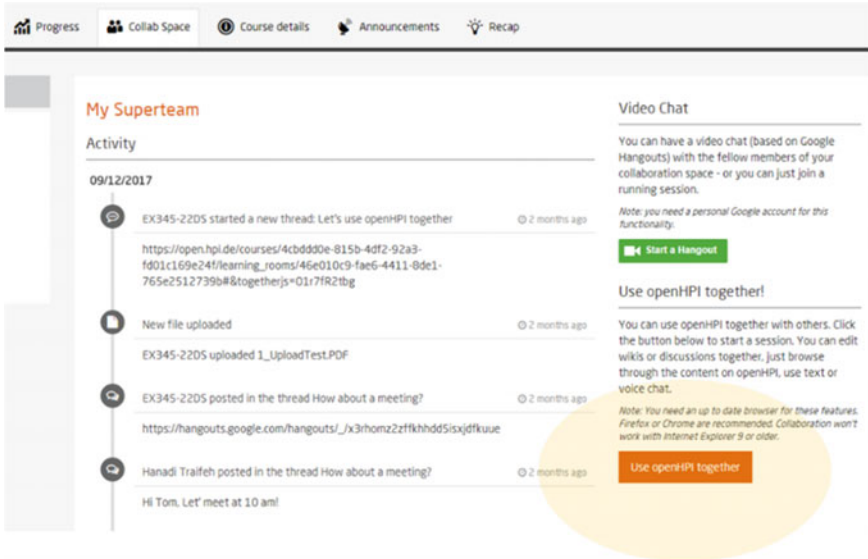 Progress
Collab Space
Course details
Announcements
Recap
My Superteam
Activity
09/12/2017
EX345-22DS started a new thread: Let's use openHPI together
2 months ago
https://open.hpi.de/courses/4cbddd0e-815b-4df2-92a3-
fd01c169e24f/learning_rooms/46e010c9-fae6-4411-8de1-
765e2512739b#&togetherjs=01r7fR2tbg
New file uploaded
2 months ago
EX345-22DS uploaded 1_UploadTest.PDF
EX345-22DS posted in the thread How about a meeting?
2 months ago
https://hangouts.google.com/hangouts/_/x3rhomz2zffkhhdd5isxjdfkuue
Hanadi Traifeh posted in the thread How about a meeting?
2 months ago
Hi Tom, Let' meet at 10 am!
Video Chat
You can have a video chat (based on Google
Hangouts) with the fellow members of your
collaboration space - or you can just join a
running session.
Note: you need a personal Google account for this
functionality.
Start a Hangout
Use openHPI together!
You can use openHPI together with others. Click
the button below to start a session. You can edit
wikis or discussions together, just browse
through the content on openHPI, use text or
voice chat.
Note: You need an up to date browser for these features.
Firefox or Chrome are recommended. Collaboration won't
work with Internet Explorer 9 or older.
Use openHPI together